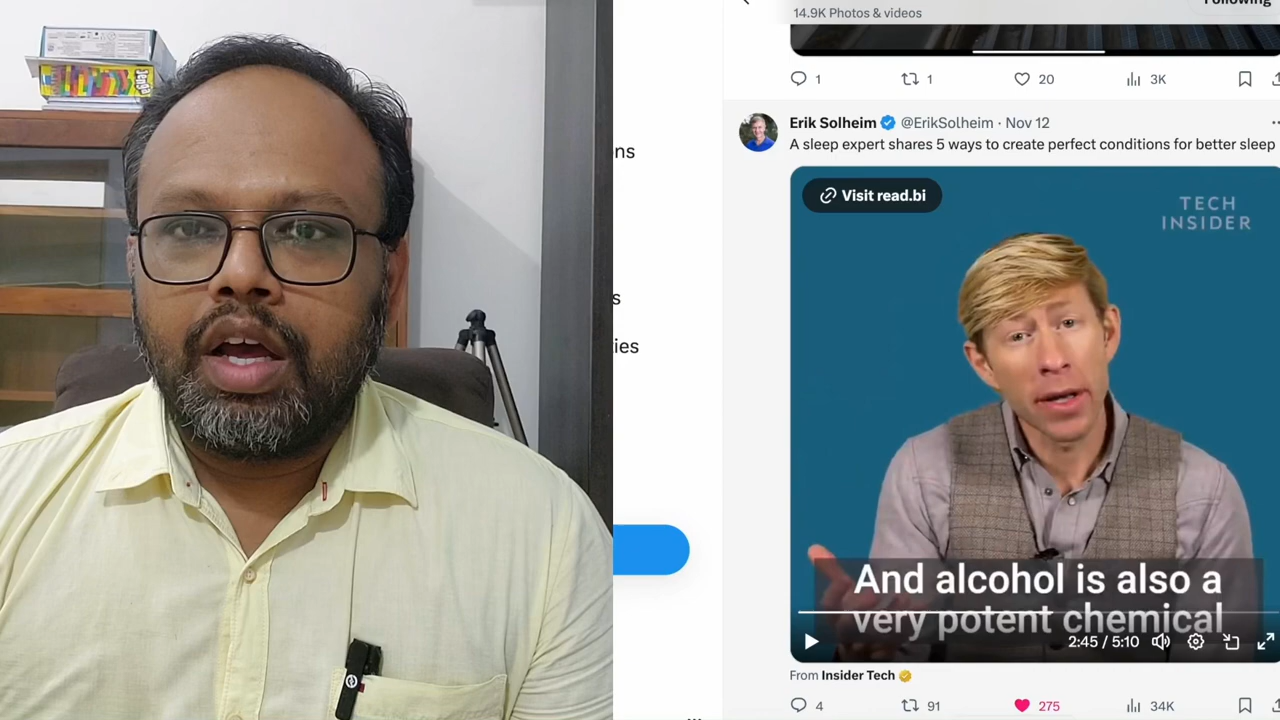 14.9K Photos & videos
Following
1
1
20
3K
ons
s
ies
Erik Solheim @ErikSolheim · Nov 12
A sleep expert shares 5 ways to create perfect conditions for better sleep
Visit read.bi
TECH
INSIDER
And alcohol is also a
very potent chemical
2:45 / 5:10
From Insider Tech
4
91
275
34K